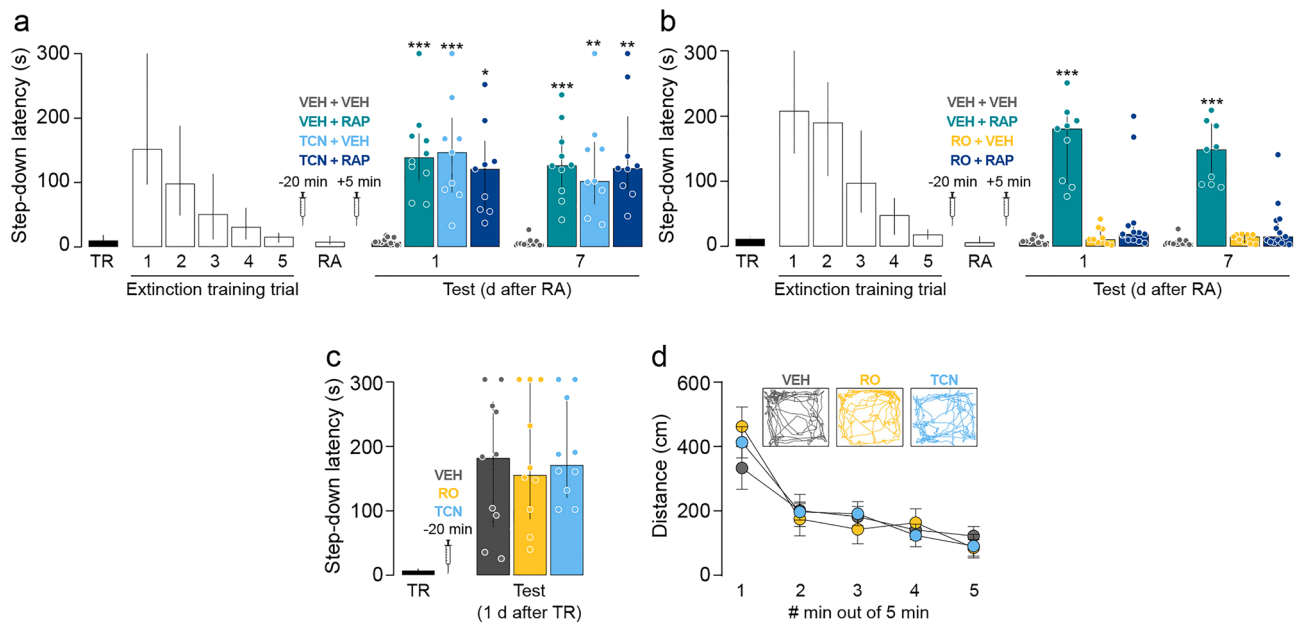 a
Step-down latency (s)
300
200
100
0
VEH + VEH
VEH + RAP
TCN + VEH
TCN + RAP
-20 min
+5 min
***
***
*
***
**
**
TR
1
2
3
4
5
RA
1
7
Extinction training trial
Test (d after RA)
b
Step-down latency (s)
300
200
100
0
VEH + VEH
VEH + RAP
RO + VEH
RO + RAP
-20 min
+5 min
***
***
TR
1
2
3
4
5
RA
1
7
Extinction training trial
Test (d after RA)
c
Step-down latency (s)
300
200
100
0
VEH
RO
TCN
-20 min
TR
Test
(1 d after TR)
d
Distance (cm)
600
400
200
0
VEH
RO
TCN
1
2
3
4
5
# min out of 5 min